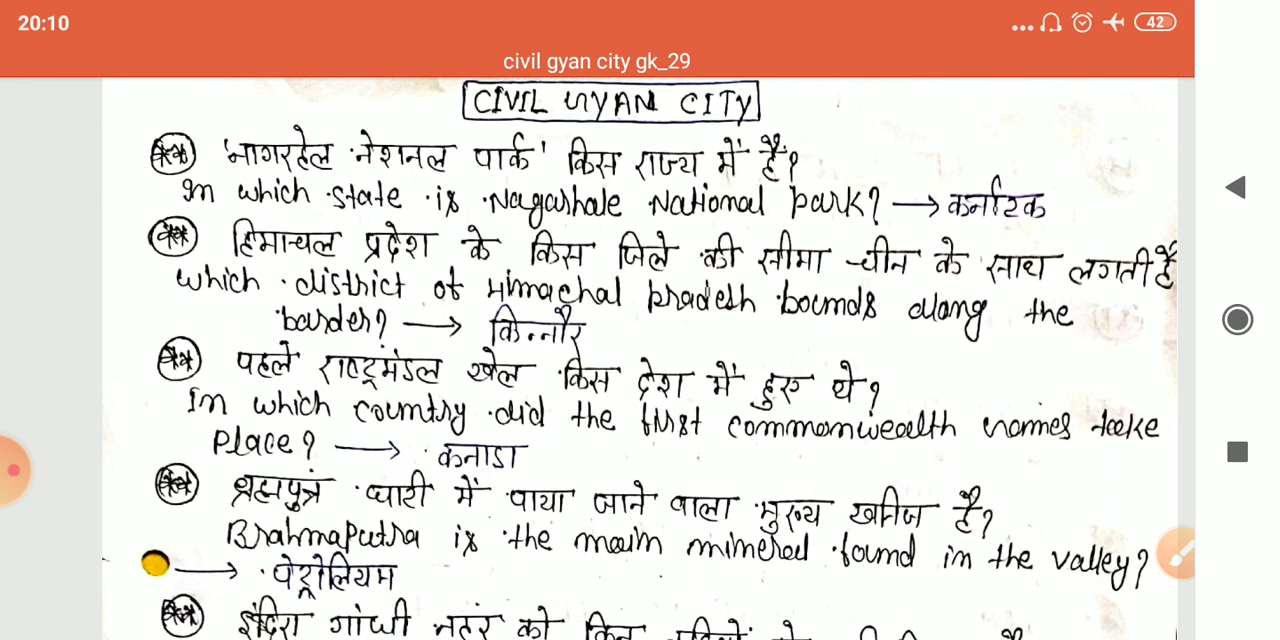 20:10
42
civil gyan city gk_29
CIVIL GYAN CITY
'नागरहेल नेशनल पार्क' किस राज्य में है?
In which state is Nagarhale National park? → कर्नाटक
हिमाचल प्रदेश के किस जिले की सीमा चीन के साथ लगती है
which district of Himachal pradesh bounds along the
border? → किन्नौर
पहले राष्ट्रमंडल खेल किस देश में हुए थे?
In which country did the first commonwealth names take
Place? → कनाडा
ब्रह्मपुत्र घाटी में पाया जाने वाला मुख्य खनिज है?
BrahmaPutra is the main mineral found in the valley?
→ पेट्रोलियम
इंदिरा गांधी नहर को किन